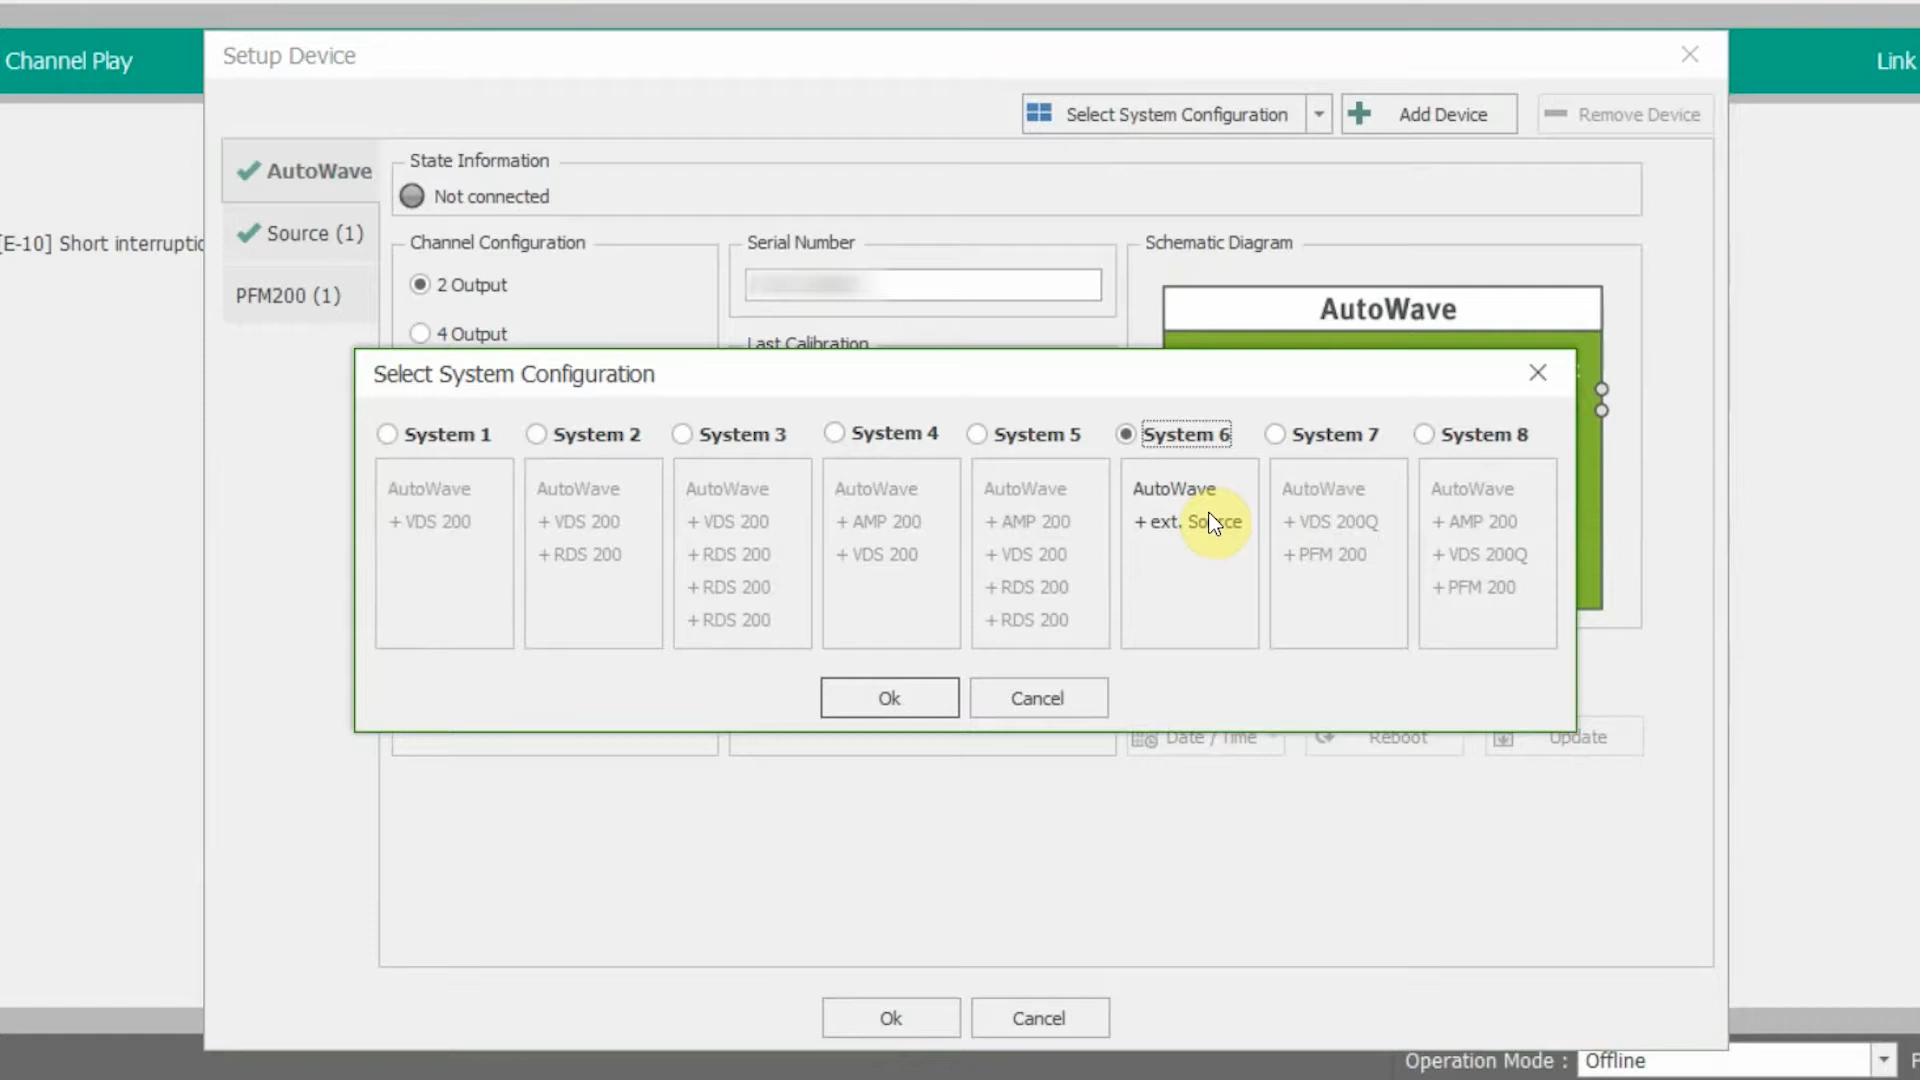 Channel Play
Setup Device
Link
Select System Configuration
Add Device
Remove Device
AutoWave
Source (1)
PFM200 (1)
[E-10] Short interruptio
State Information
Not connected
Channel Configuration
2 Output
4 Output
Serial Number
Last Calibration
Schematic Diagram
AutoWave
Select System Configuration
System 1
AutoWave
+ VDS 200
System 2
AutoWave
+ VDS 200
+ RDS 200
System 3
AutoWave
+ VDS 200
+ RDS 200
+ RDS 200
+ RDS 200
System 4
AutoWave
+ AMP 200
+ VDS 200
System 5
AutoWave
+ AMP 200
+ VDS 200
+ RDS 200
+ RDS 200
System 6
AutoWave
+ ext. Source
System 7
AutoWave
+ VDS 200Q
+ PFM 200
System 8
AutoWave
+ AMP 200
+ VDS 200Q
+ PFM 200
Ok
Cancel
Date / Time
Reboot
Update
Ok
Cancel
Operation Mode :
Offline